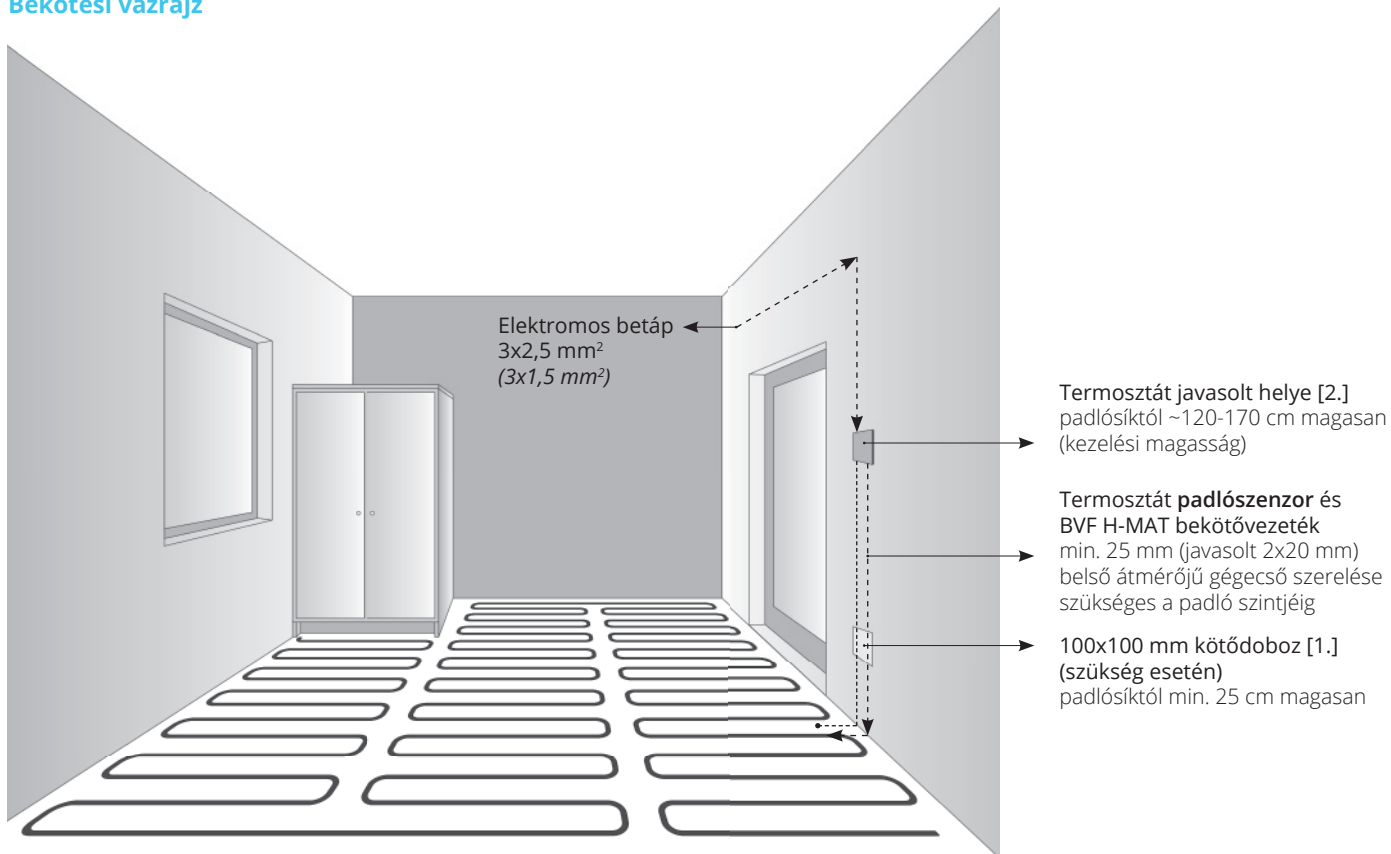 Bekötési vázrajz
Elektromos betáp
3x2,5 mm²
(3x1,5 mm²)
Termosztát javasolt helye [2.]
padlósíktól ~120-170 cm magasan
(kezelési magasság)
Termosztát padlószenzor és
BVF H-MAT bekötővezeték
min. 25 mm (javasolt 2x20 mm)
belső átmérőjű gégecső szerelése
szükséges a padló szintjéig
100x100 mm kötődoboz [1.]
(szükség esetén)
padlósíktól min. 25 cm magasan